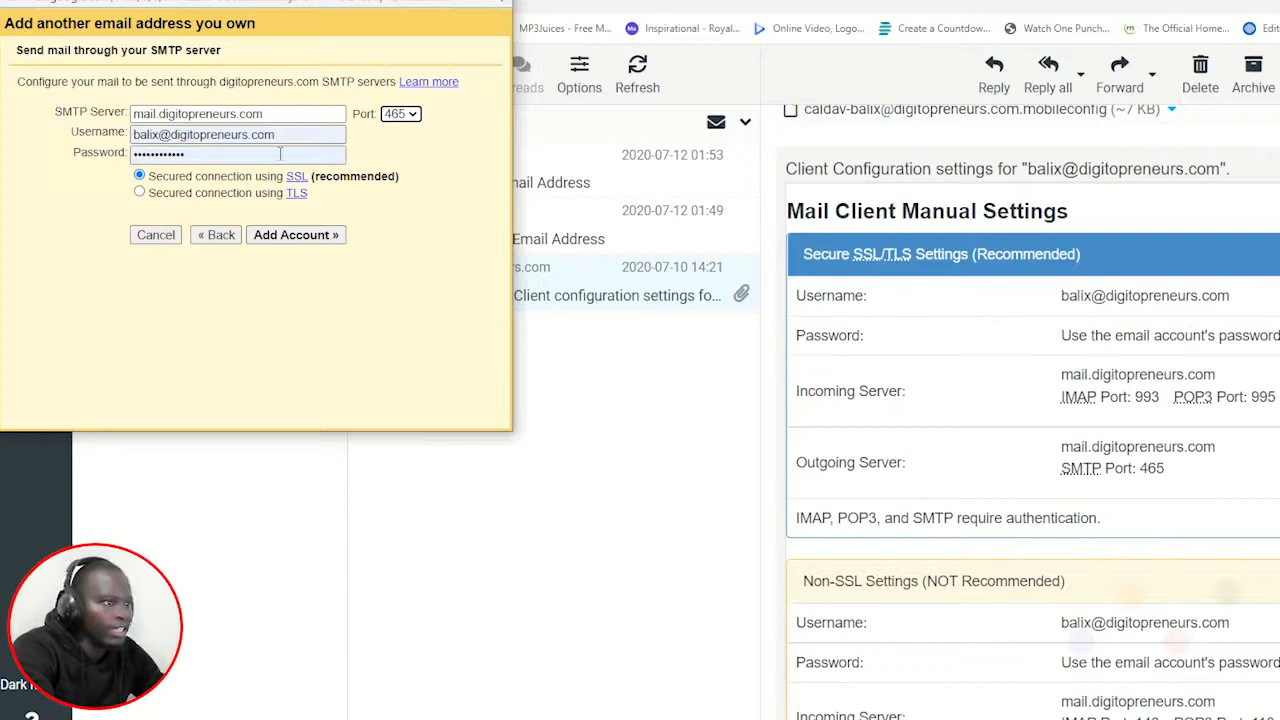 Add another email address you own
Send mail through your SMTP server
Configure your mail to be sent through digitopreneurs.com SMTP servers Learn more
SMTP Server: mail.digitopreneurs.com Port: 465
Username: balix@digitopreneurs.com
Password: ••••••••••••
Secured connection using SSL (recommended)
Secured connection using TLS
Cancel « Back Add Account »
MP3Juices - Free M... Inspirational - Royal... Online Video, Logo... Create a Countdow... Watch One Punch... The Official Home...
Options Refresh Reply Reply all Forward Delete Archive
caldav-balix@digitopreneurs.com.mobileconfig (~7 KB)
2020-07-12 01:53
Address
2020-07-12 01:49
Email Address
2020-07-10 14:21
Client configuration settings fo...
Client Configuration settings for "balix@digitopreneurs.com".
Mail Client Manual Settings
Secure SSL/TLS Settings (Recommended)
Username: balix@digitopreneurs.com
Password: Use the email account's password
Incoming Server: mail.digitopreneurs.com
IMAP Port: 993 POP3 Port: 995
Outgoing Server: mail.digitopreneurs.com
SMTP Port: 465
IMAP, POP3, and SMTP require authentication.
Non-SSL Settings (NOT Recommended)
Username: balix@digitopreneurs.com
Password: Use the email account's password
mail.digitopreneurs.com
Dark